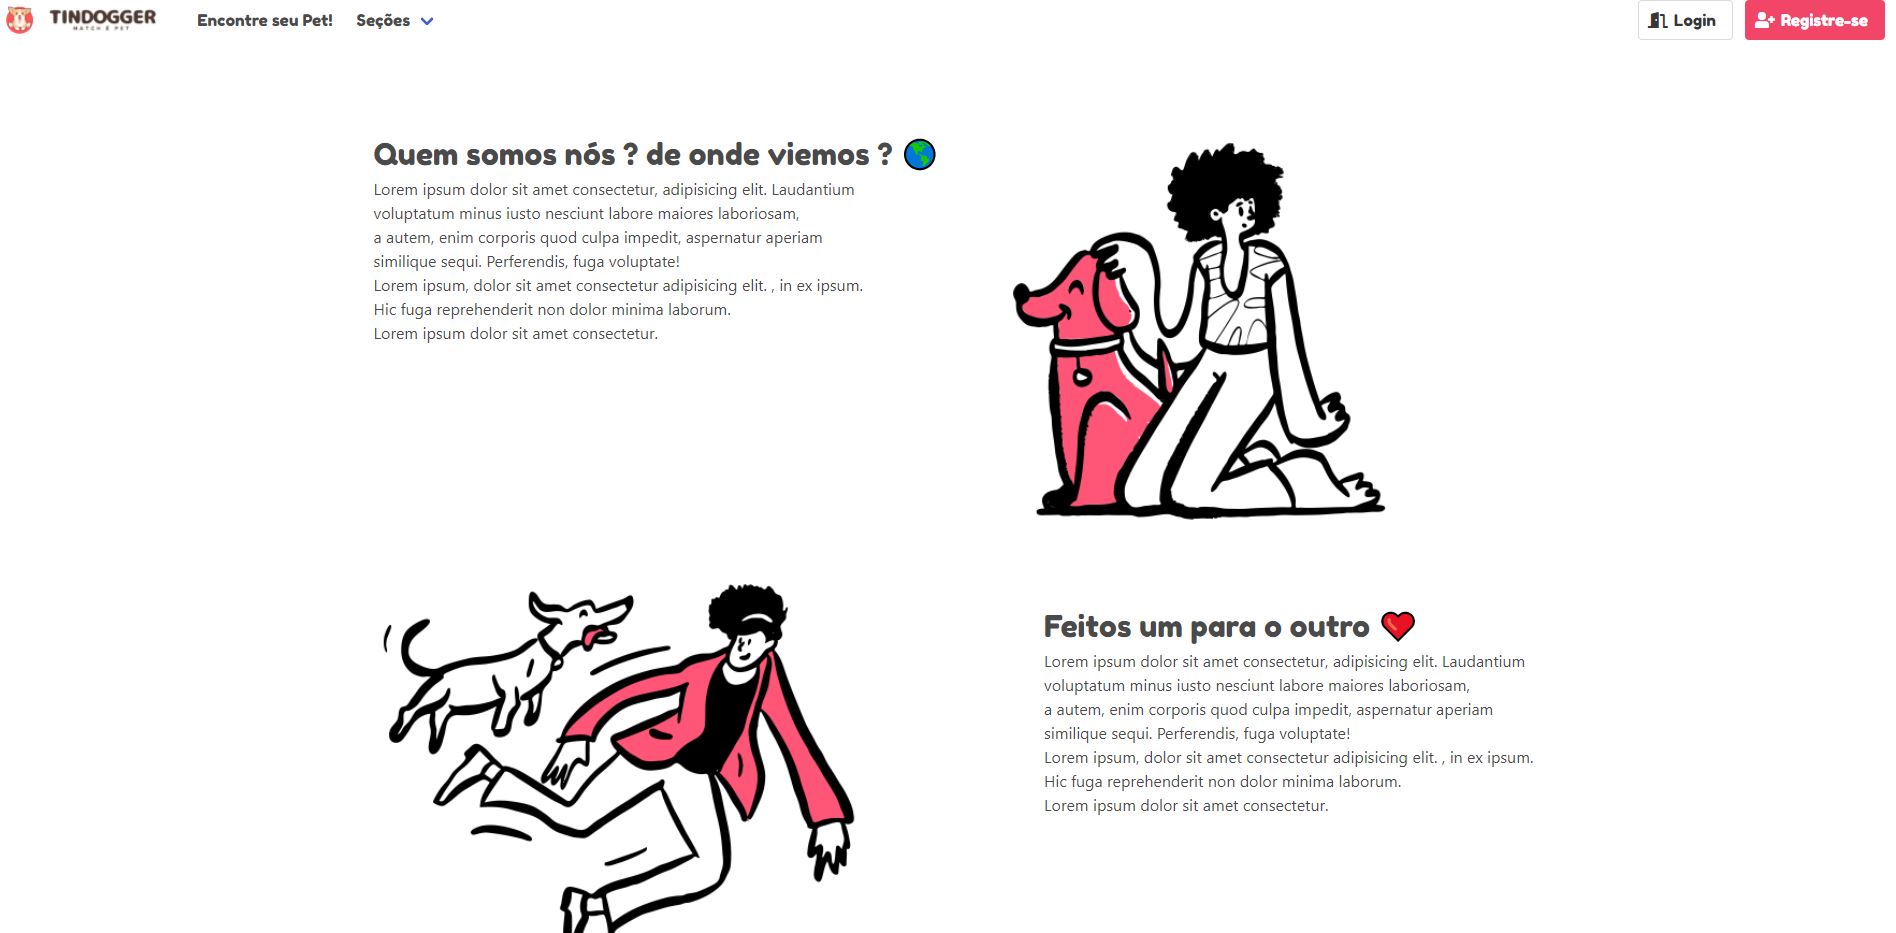 TINDOGGER
MATCH E PET
Encontre seu Pet!
Seções
Login
Registre-se
Quem somos nós ? de onde viemos ?
Lorem ipsum dolor sit amet consectetur, adipisicing elit. Laudantium
voluptatum minus iusto nesciunt labore maiores laboriosam,
a autem, enim corporis quod culpa impedit, aspernatur aperiam
similique sequi. Perferendis, fuga voluptate!
Lorem ipsum, dolor sit amet consectetur adipisicing elit. , in ex ipsum.
Hic fuga reprehenderit non dolor minima laborum.
Lorem ipsum dolor sit amet consectetur.
Feitos um para o outro
Lorem ipsum dolor sit amet consectetur, adipisicing elit. Laudantium
voluptatum minus iusto nesciunt labore maiores laboriosam,
a autem, enim corporis quod culpa impedit, aspernatur aperiam
similique sequi. Perferendis, fuga voluptate!
Lorem ipsum, dolor sit amet consectetur adipisicing elit. , in ex ipsum.
Hic fuga reprehenderit non dolor minima laborum.
Lorem ipsum dolor sit amet consectetur.